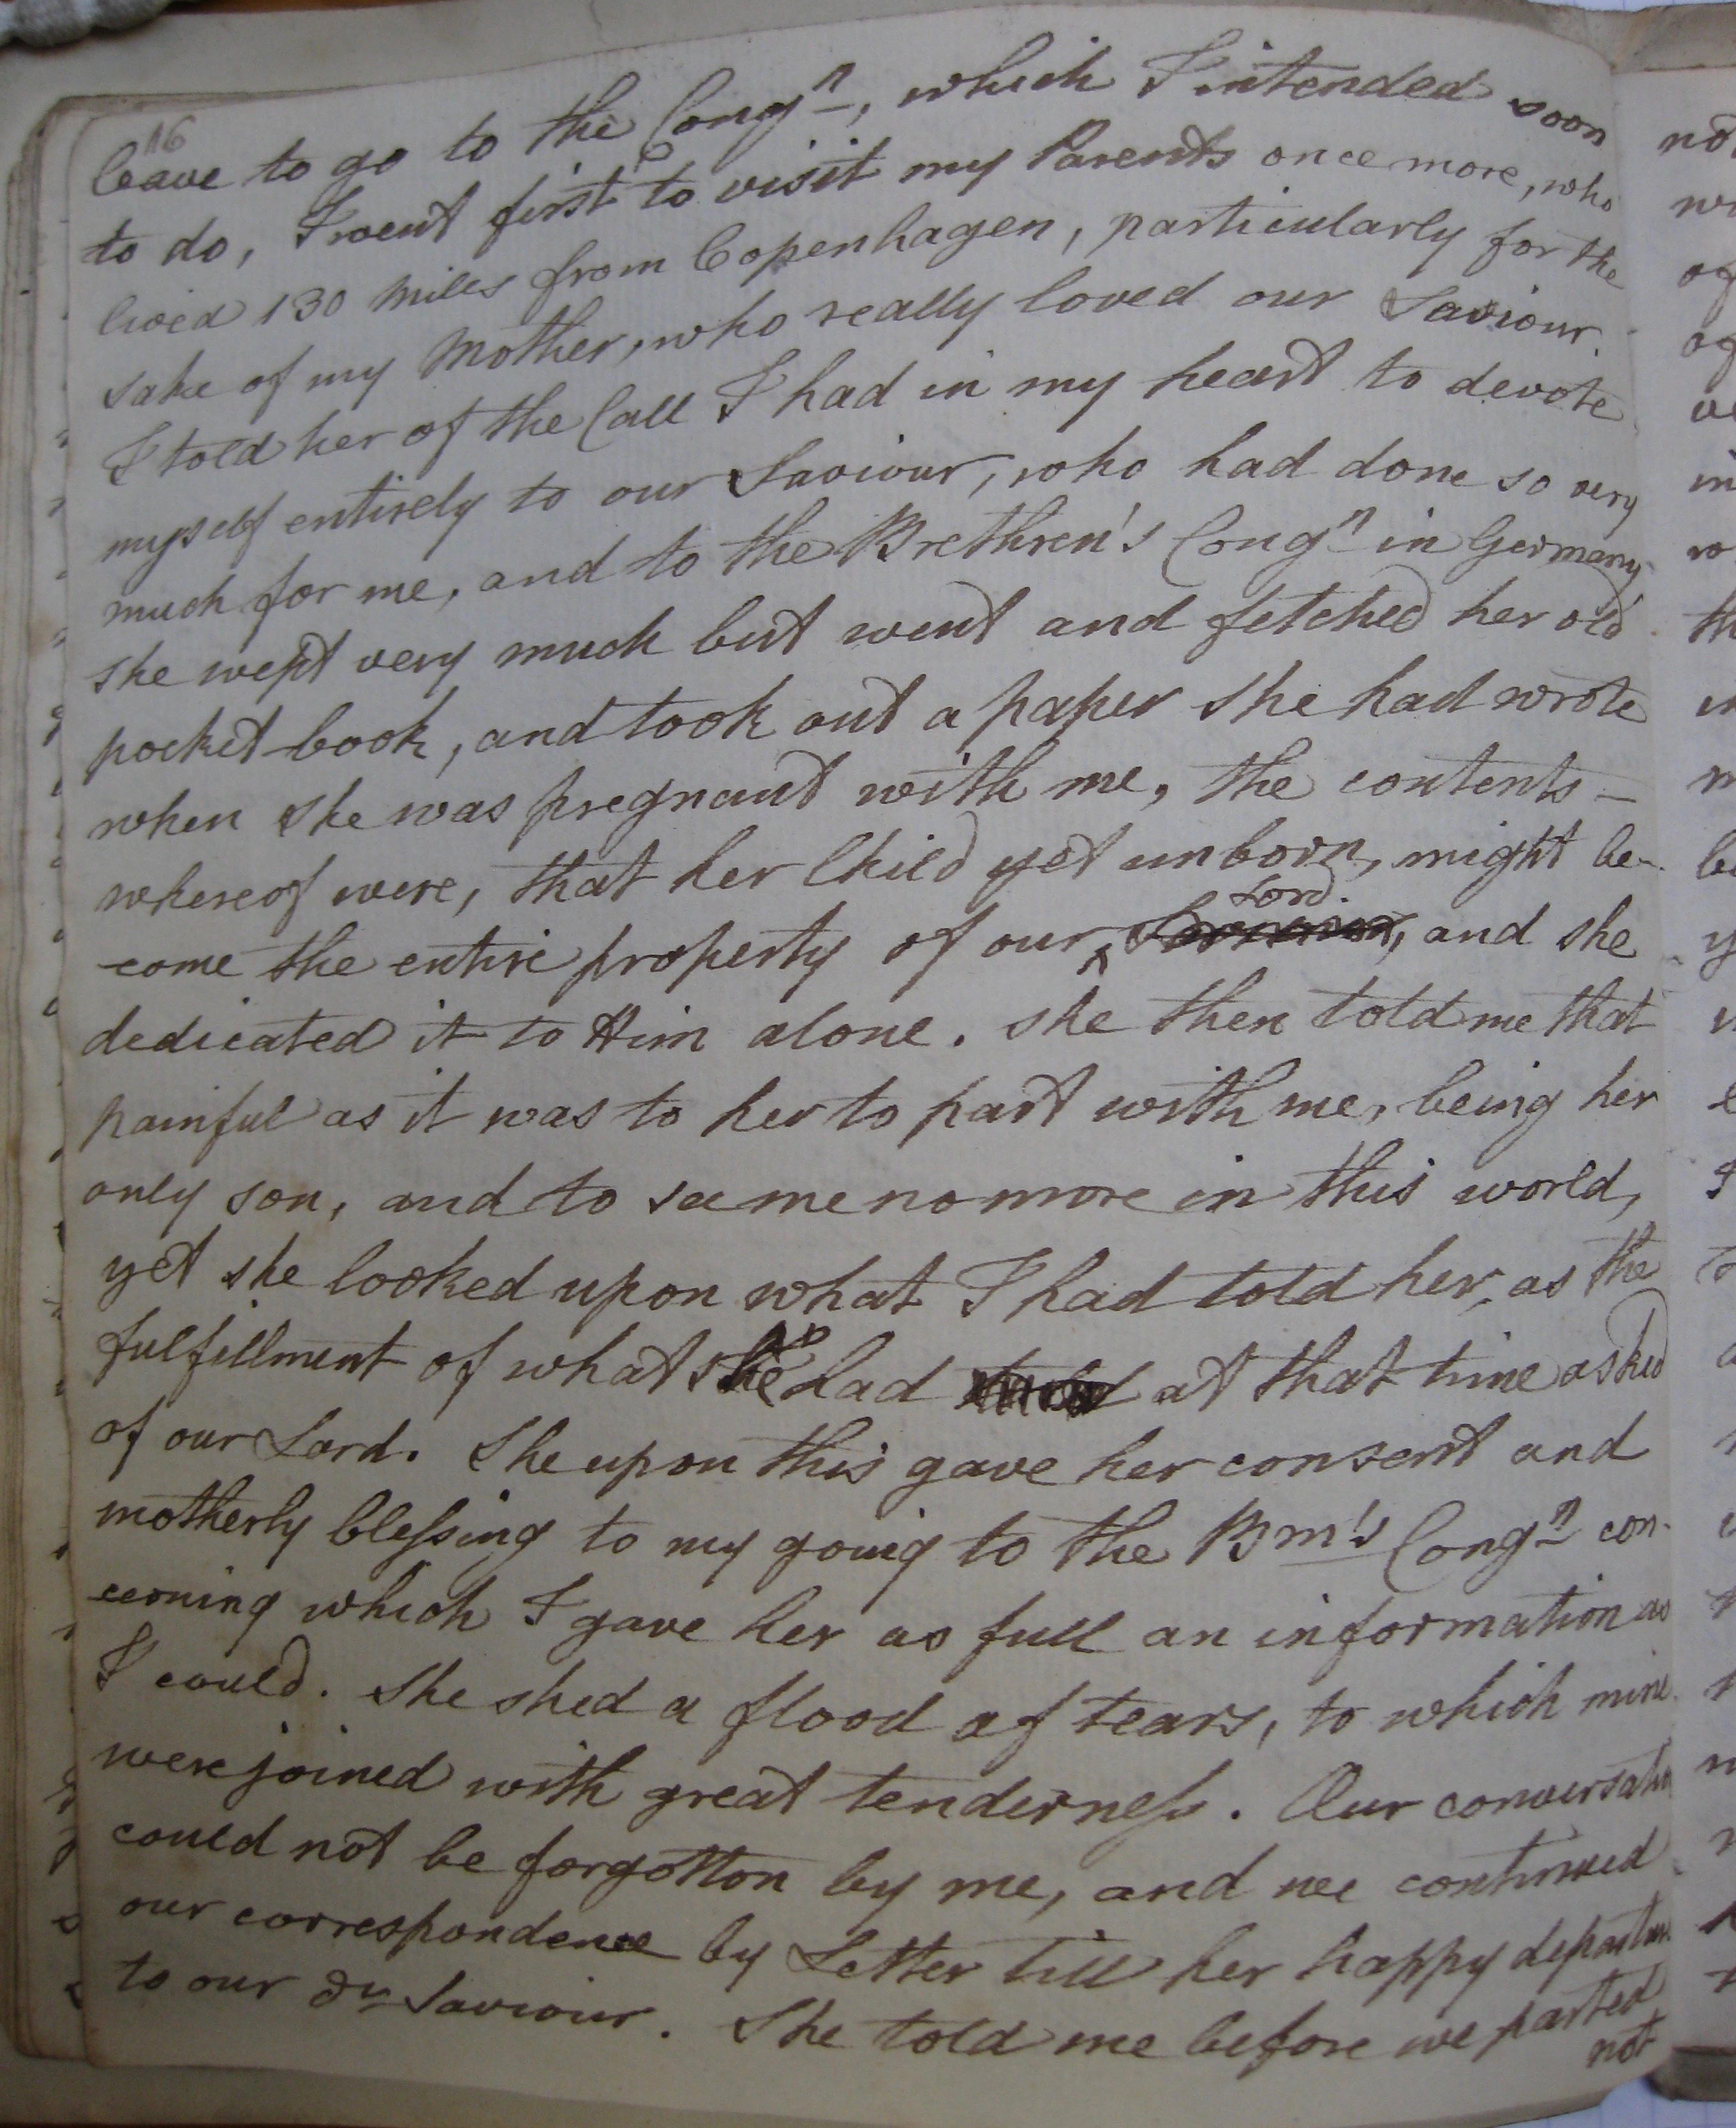 16
leave to go to the Congn, which I intended soon
to do, I went first to visit my Parents once more, who
lived 130 Miles from Copenhagen, particularly for the
sake of my Mother, who really loved our Saviour.
I told her of the Call I had in my heart to devote
myself entirely to our Saviour, who had done so very
much for me, and to the Brethren's Congn in Germany
she wept very much but went and fetched her old
pocket-book, and took out a paper she had wrote
when she was pregnant with me, the contents –
whereof were, that her Child yet unborn, might be-
Lord.
come the entire property of our ‸ and she
dedicated it to Him alone. she then told me that
painful as it was to her to part with me, being her
only son, and to see me no more in this world,
yet she looked upon what I had told her, as the
fulfillment of what she had at that time asked
of our Lord. She upon this gave her consent and
motherly blessing to my going to the Brn's Congn con-
cerning which I gave her as full an information as
I could. She shed a flood of tears, to which mine
were joined with great tenderness. Our conversation
could not be forgotton by me, and we continued
our correspondence by Letter till her happy departure
to our dr Saviour. She told me before we parted
not